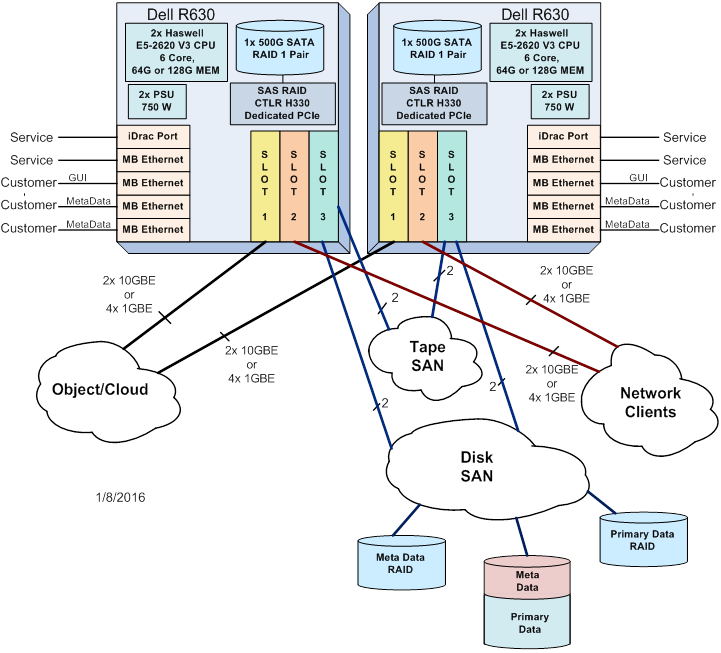 Dell R630
2x Haswell
E5-2620 V3 CPU
6 Core,
64G or 128G MEM
1x 500G SATA
RAID 1 Pair
2x PSU
750 W
SAS RAID
CTLR H330
Dedicated PCIe
iDrac Port
MB Ethernet
MB Ethernet
MB Ethernet
MB Ethernet
SLOT 1
SLOT 2
SLOT 3
Service
Service
Customer
GUI
Customer
MetaData
Customer
MetaData
Dell R630
1x 500G SATA
RAID 1 Pair
2x Haswell
E5-2620 V3 CPU
6 Core,
64G or 128G MEM
SAS RAID
CTLR H330
Dedicated PCIe
2x PSU
750 W
SLOT 1
SLOT 2
SLOT 3
iDrac Port
MB Ethernet
MB Ethernet
MB Ethernet
MB Ethernet
Service
Service
GUI
Customer
MetaData
Customer
MetaData
Customer
2x 10GBE
or
4x 1GBE
2
2
2x 10GBE
or
4x 1GBE
2x 10GBE
or
4x 1GBE
2x 10GBE
or
4x 1GBE
2
2
Object/Cloud
Tape
SAN
Network
Clients
Disk
SAN
1/8/2016
Meta Data
RAID
Meta
Data
Primary
Data
Primary Data
RAID